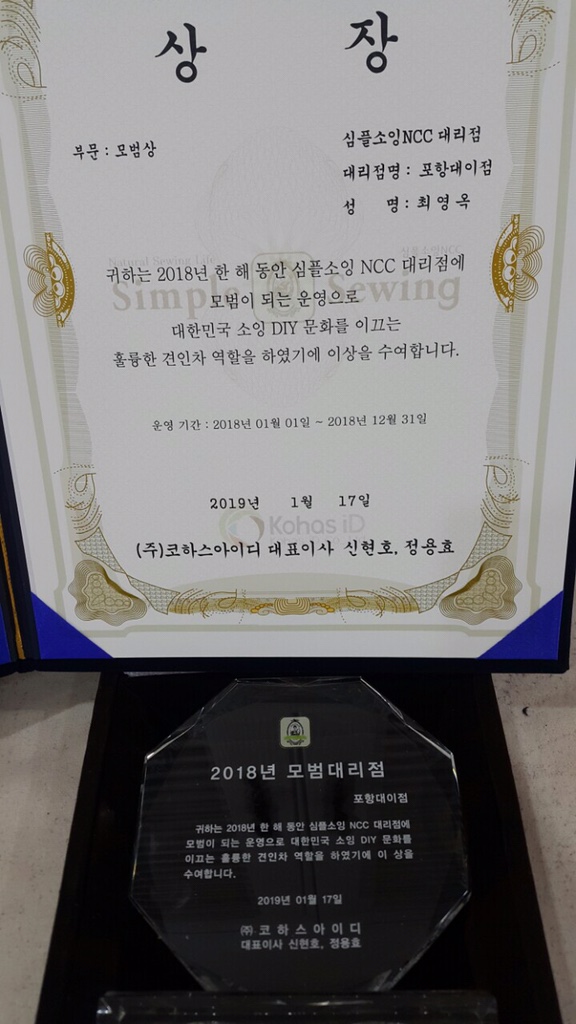 상 장
부문 : 모범상
심플소잉NCC 대리점
대리점명 : 포항대이점
성 명 : 최영옥
Natural Sewing Life
심플소잉NCC
Simple Sewing
귀하는 2018년 한 해 동안 심플소잉 NCC 대리점에
모범이 되는 운영으로
대한민국 소잉 DIY 문화를 이끄는
훌륭한 견인차 역할을 하였기에 이상을 수여합니다.
운영 기간 : 2018년 01월 01일 ~ 2018년 12월 31일
2019년 1월 17일
Kohas iD
(주)코하스아이디 대표이사 신현호, 정용효
2018년 모범대리점
포항대이점
귀하는 2018년 한 해 동안 심플소잉 NCC 대리점에
모범이 되는 운영으로 대한민국 소잉 DIY 문화를
이끄는 훌륭한 견인차 역할을 하였기에 이 상을
수여합니다.
2019년 01월 17일
㈜ 코하스아이디
대표이사 신현호, 정용효